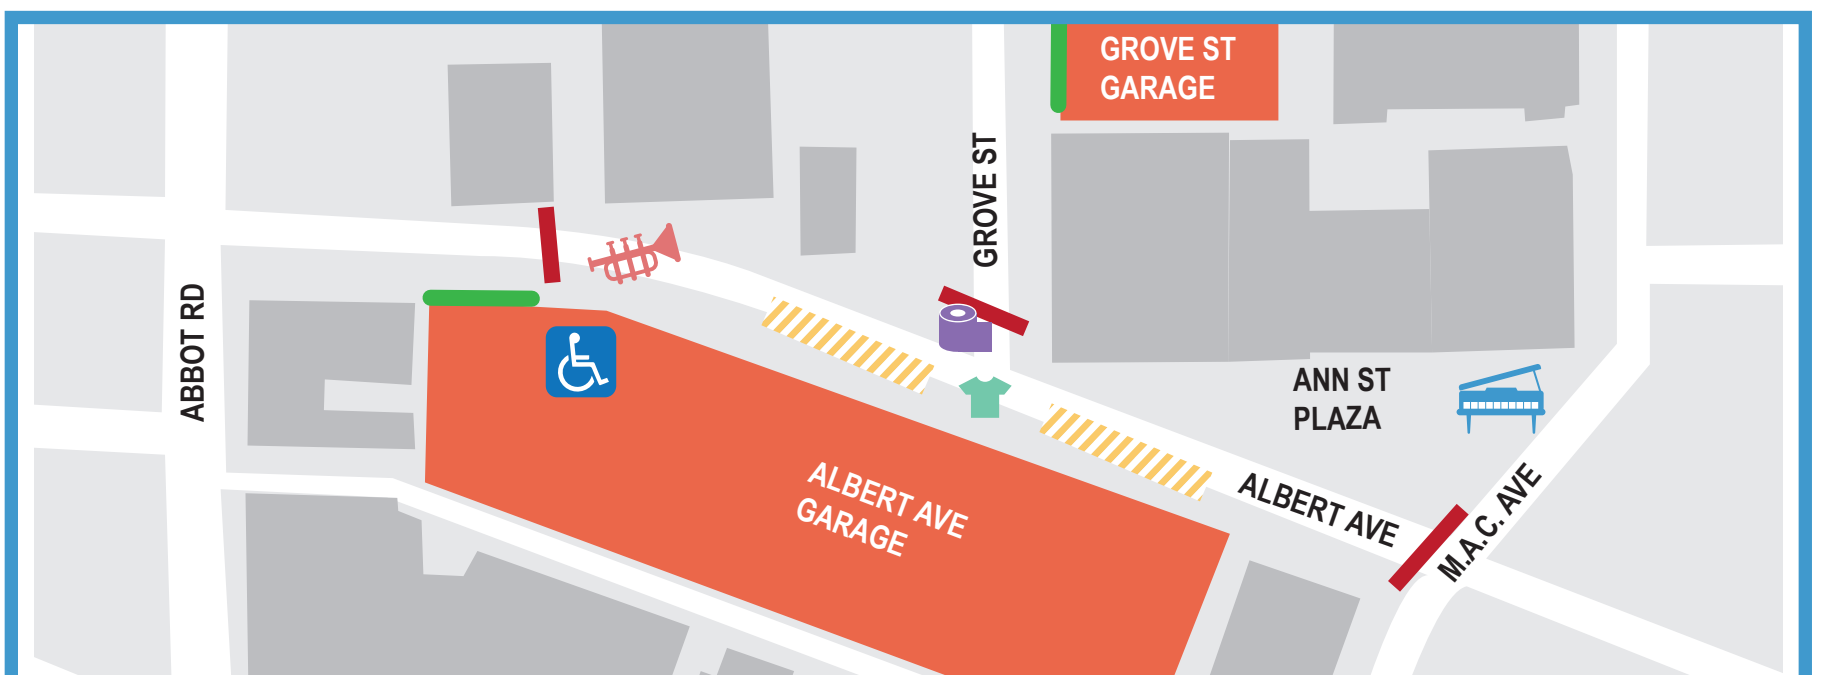 GROVE ST
GARAGE
GROVE ST
ABBOT RD
ANN ST
PLAZA
ALBERT AVE
GARAGE
ALBERT AVE
M.A.C. AVE